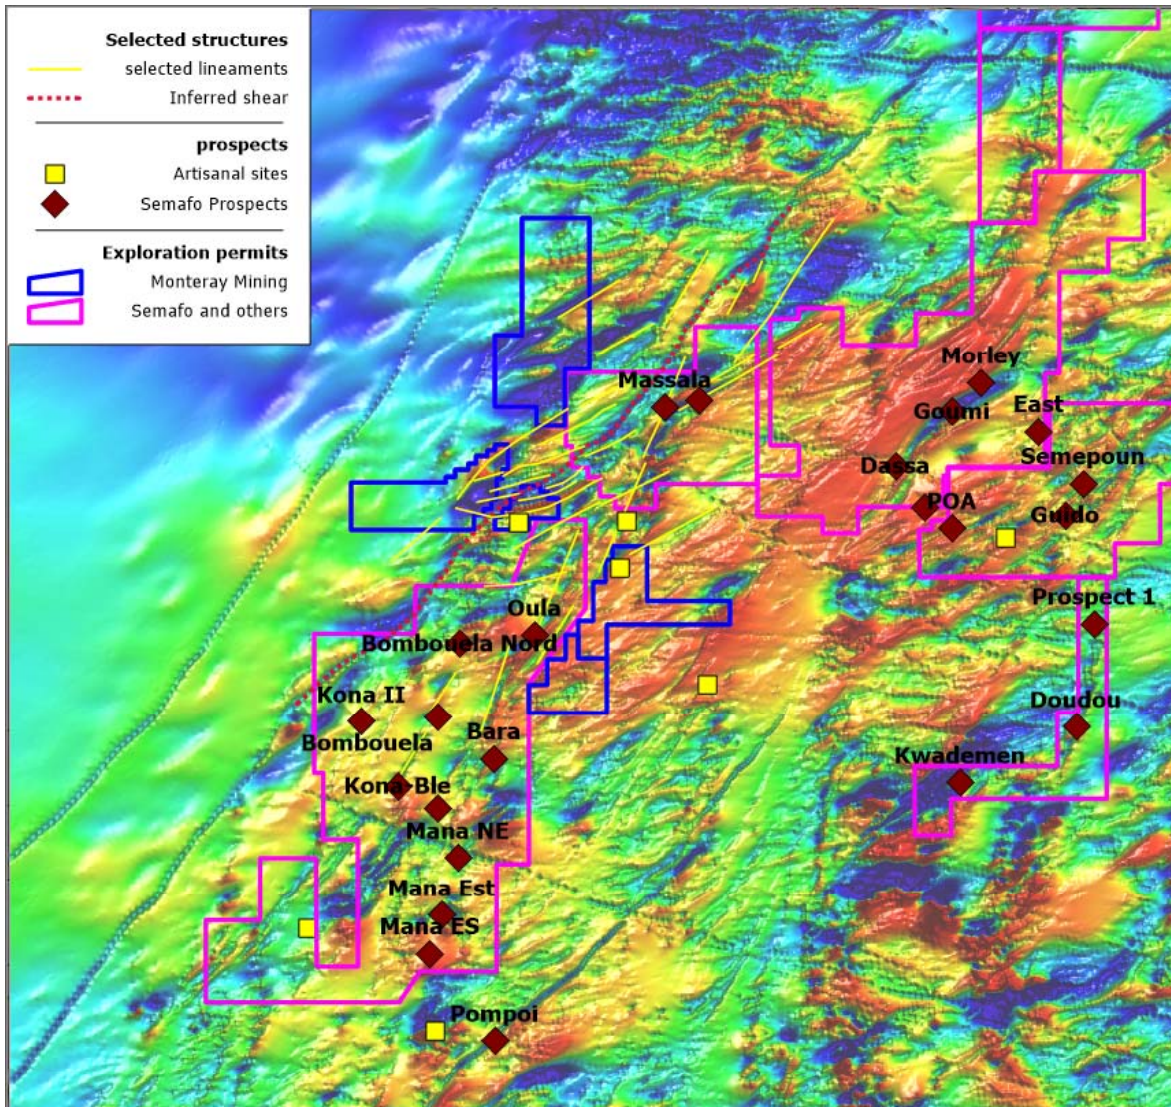 Selected structures
selected lineaments
Inferred shear
prospects
Artisanal sites
Semafo Prospects
Exploration permits
Monteray Mining
Semafo and others
Morley
Massala
Goumi
East
Dassa
Semepoun
POA
Guido
Prospect 1
Oula
Bombouela Nord
Kona II
Doudou
Bara
Bombouela
Kwademen
Kona Ble
Mana NE
Mana Est
Mana ES
Pompoi